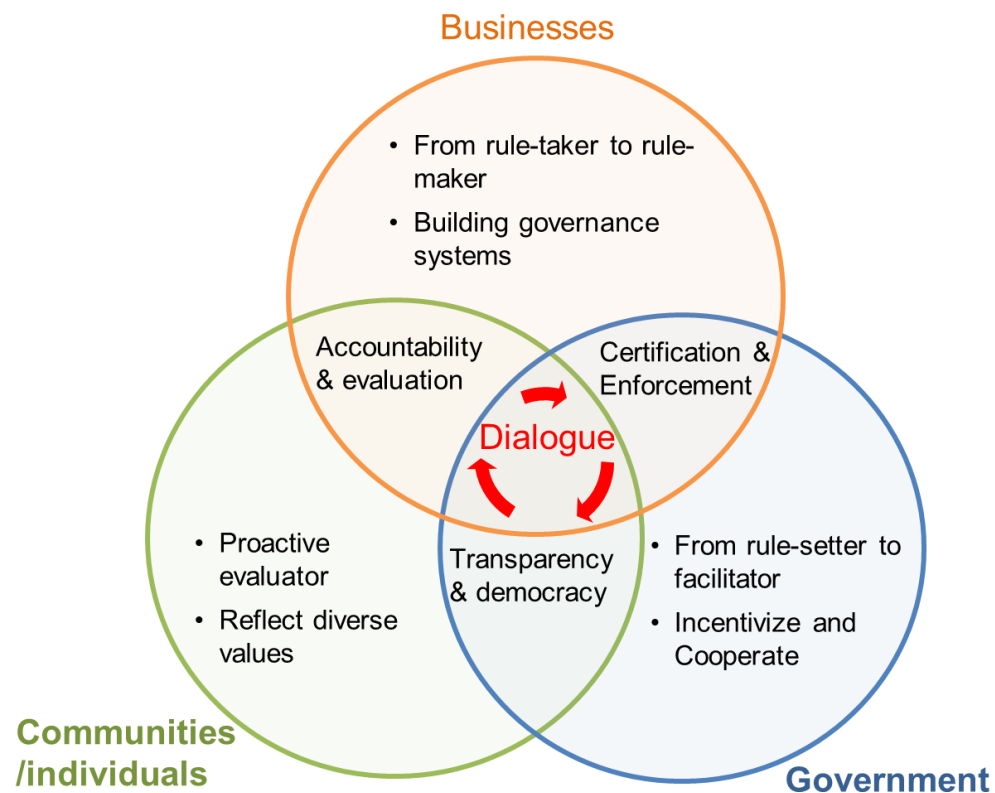 Businesses
• From rule-taker to rule-
maker
• Building governance
systems
Accountability
& evaluation
Certification &
Enforcement
Dialogue
• Proactive
evaluator
• Reflect diverse
values
Transparency
& democracy
• From rule-setter to
facilitator
• Incentivize and
Cooperate
Communities
/individuals
Government